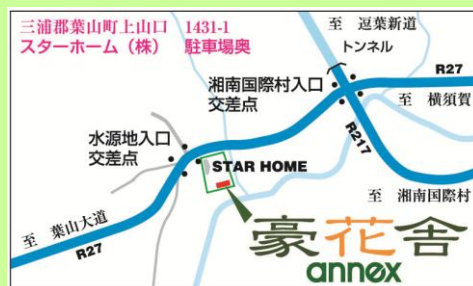 三浦郡葉山町上山口 1431-1
スターホーム（株） 駐車場奥
至 逗葉新道
トンネル
湘南国際村入口
交差点
R27
至 横須賀
水源地入口
交差点
R217
STAR HOME
至 湘南国際村
至 葉山大道
R27
豪花舎
annex